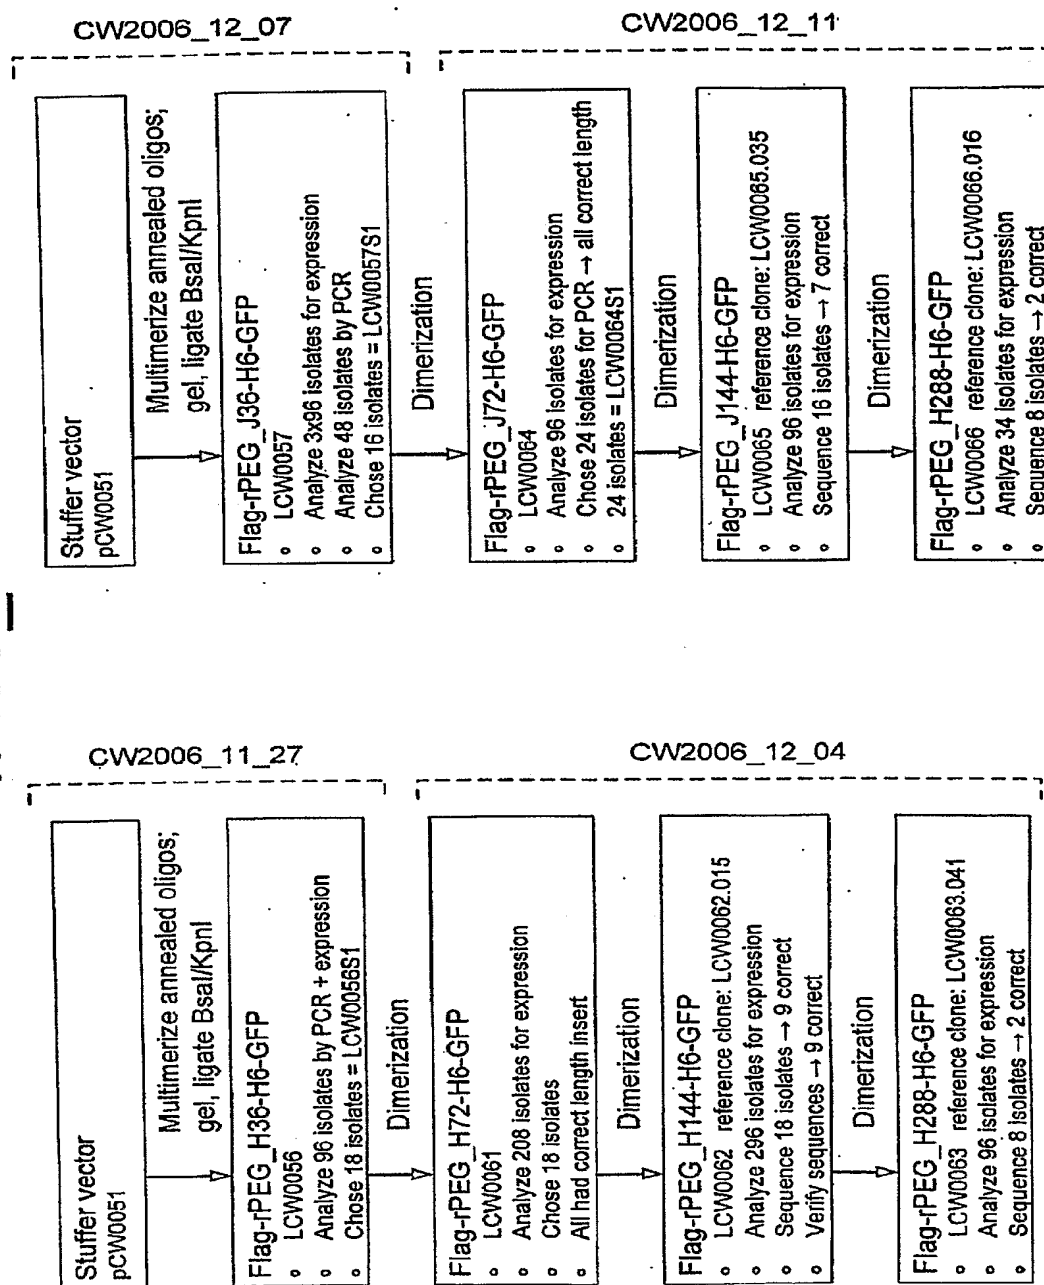 CW2006_11_27
Stuffer vector
pCW0051
Multimerize annealed oligos;
gel, ligate BsaI/KpnI
Flag-rPEG_H36-H6-GFP
LCW0056
Analyze 96 isolates by PCR + expression
Chose 18 isolates = LCW0056S1
Dimerization
CW2006_12_04
Flag-rPEG_H72-H6-GFP
LCW0061
Analyze 208 isolates for expression
Chose 18 isolates
All had correct length insert
Dimerization
Flag-rPEG_H144-H6-GFP
LCW0062 reference clone: LCW0062.015
Analyze 296 isolates for expression
Sequence 18 isolates → 9 correct
Verify sequences → 9 correct
Dimerization
Flag-rPEG_H288-H6-GFP
LCW0063 reference clone: LCW0063.041
Analyze 96 isolates for expression
Sequence 8 isolates → 2 correct
CW2006_12_07
Stuffer vector
pCW0051
Multimerize annealed oligos;
gel, ligate BsaI/KpnI
Flag-rPEG_J36-H6-GFP
LCW0057
Analyze 3x96 isolates for expression
Analyze 48 isolates by PCR
Chose 16 isolates = LCW0057S1
Dimerization
CW2006_12_11
Flag-rPEG_J72-H6-GFP
LCW0064
Analyze 96 isolates for expression
Chose 24 isolates for PCR → all correct length
24 isolates = LCW0064S1
Dimerization
Flag-rPEG_J144-H6-GFP
LCW0065 reference clone: LCW0065.035
Analyze 96 isolates for expression
Sequence 16 isolates → 7 correct
Dimerization
Flag-rPEG_H288-H6-GFP
LCW0066 reference clone: LCW0066.016
Analyze 34 isolates for expression
Sequence 8 isolates → 2 correct